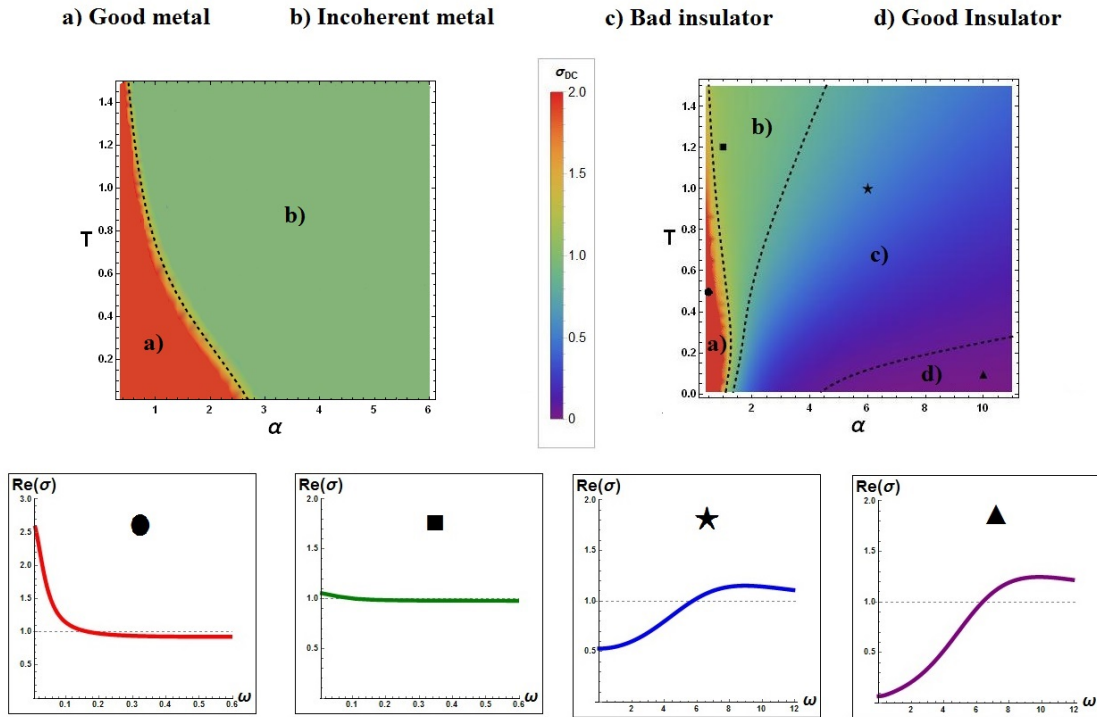 a) Good metal b) Incoherent metal c) Bad insulator d) Good Insulator
T
1.4
1.2
1.0
0.8
0.6
0.4
0.2
a)
b)
1 2 3 4 5 6
α
σDC
2.0
1.5
1.0
0.5
0
T
1.4
1.2
1.0
0.8
0.6
0.4
0.2
0.0
a)
b)
c)
d)
2 4 6 8 10
α
Re(σ)
3.0
2.5
2.0
1.5
1.0
0.5
0.1 0.2 0.3 0.4 0.5 0.6
ω
Re(σ)
2.0
1.5
1.0
0.5
0.1 0.2 0.3 0.4 0.5 0.6
ω
Re(σ)
2.0
1.5
1.0
0.5
0 2 4 6 8 10 12
ω
Re(σ)
2.0
1.5
1.0
0.5
0 2 4 6 8 10 12
ω